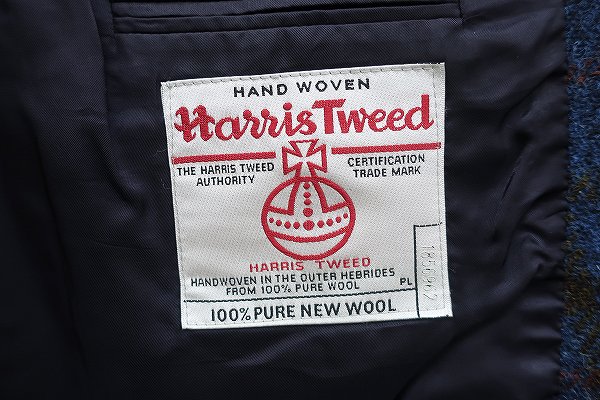 HAND WOVEN
Harris Tweed
THE HARRIS TWEED AUTHORITY
CERTIFICATION TRADE MARK
HARRIS TWEED
HANDWOVEN IN THE OUTER HEBRIDES
FROM 100% PURE WOOL
PL
100% PURE NEW WOOL